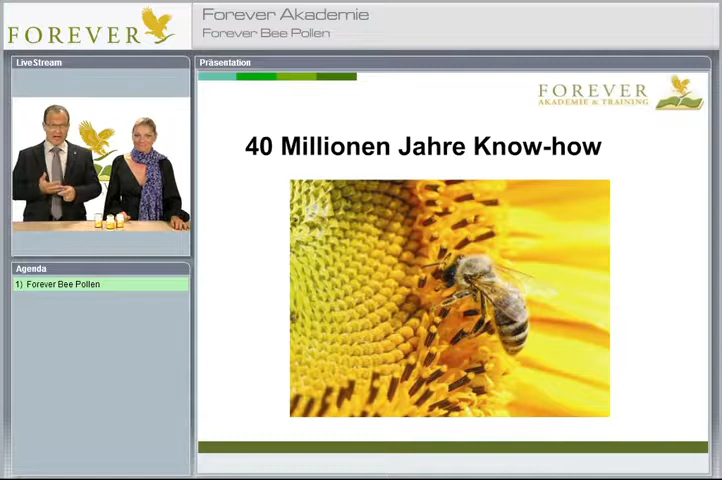 FOREVER
Forever Akademie
Forever Bee Pollen
LiveStream
Präsentation
FOREVER
AKADEMIE & TRAINING
40 Millionen Jahre Know-how
Agenda
1) Forever Bee Pollen